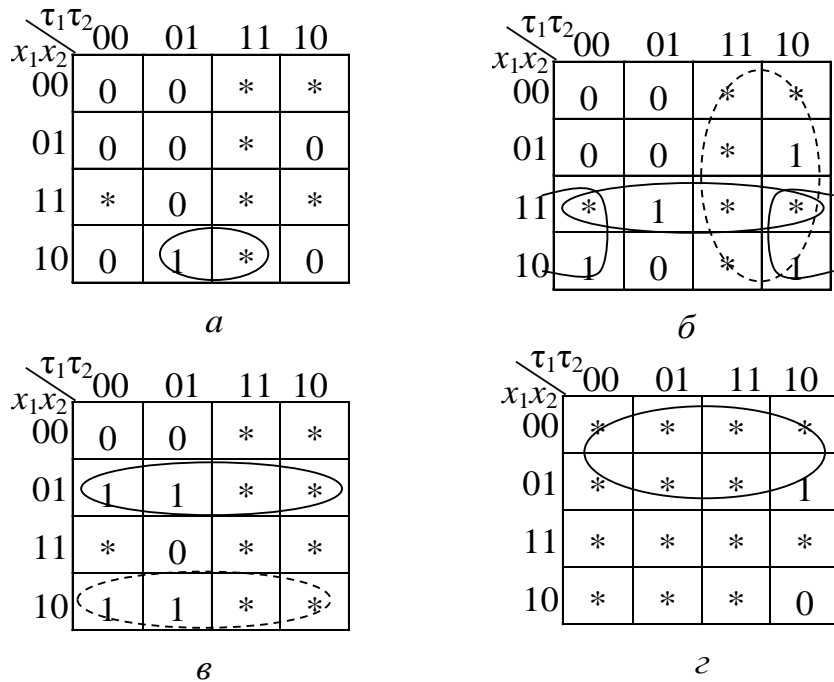 τ₁τ₂ 00 01 11 10
x₁x₂
00 0 0 * *
01 0 0 * 0
11 * 0 * *
10 0 1 * 0
а
τ₁τ₂ 00 01 11 10
x₁x₂
00 0 0 * *
01 0 0 * 1
11 * 1 * *
10 1 0 * 1
б
τ₁τ₂ 00 01 11 10
x₁x₂
00 0 0 * *
01 1 1 * *
11 * 0 * *
10 1 1 * *
в
τ₁τ₂ 00 01 11 10
x₁x₂
00 * * * *
01 * * * 1
11 * * * *
10 * * * 0
г